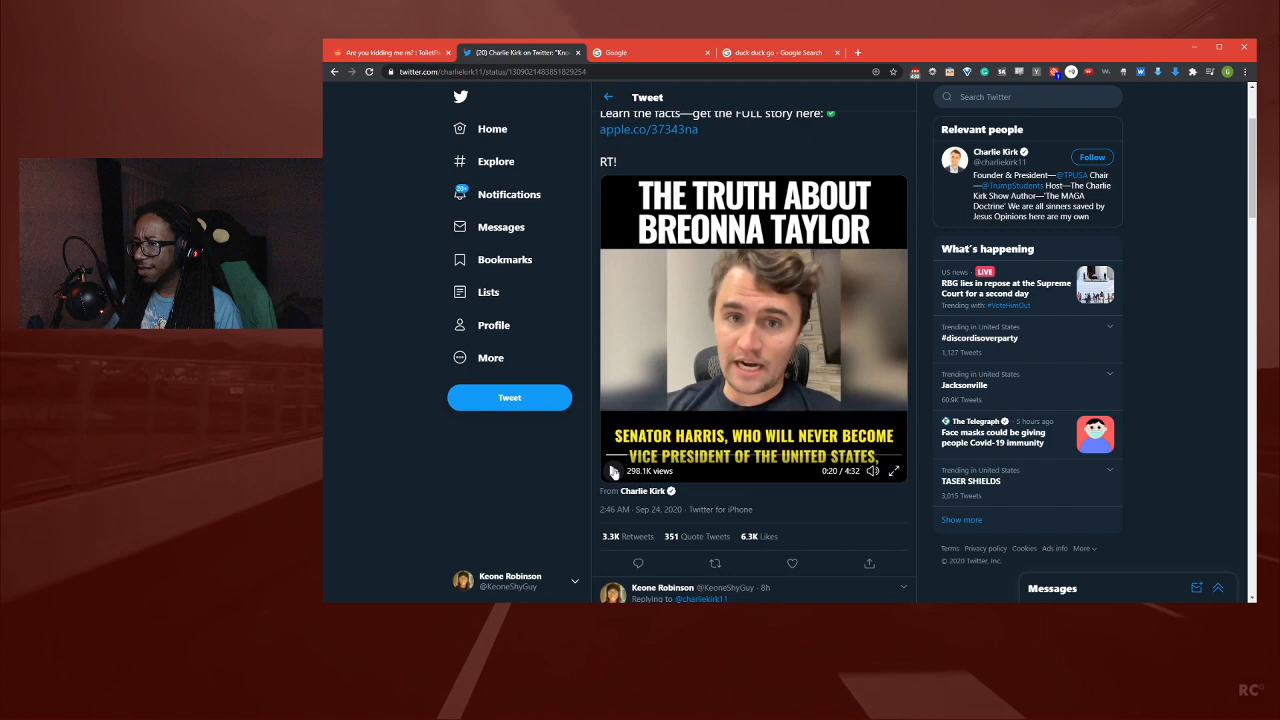 Are you kidding me rn? : ToiletPa
(20) Charlie Kirk on Twitter: "Kno
Google
duck duck go - Google Search
twitter.com/charliekirk11/status/1309021483851829254
Tweet
Search Twitter
Home
Explore
20+
Notifications
Messages
Bookmarks
Lists
Profile
More
Tweet
Keone Robinson
@KeoneShyGuy
Learn the facts—get the FULL story here:
apple.co/37343na
RT!
THE TRUTH ABOUT
BREONNA TAYLOR
SENATOR HARRIS, WHO WILL NEVER BECOME
VICE PRESIDENT OF THE UNITED STATES,
298.1K views
0:20 / 4:32
From Charlie Kirk
2:46 AM · Sep 24, 2020 · Twitter for iPhone
3.3K Retweets 351 Quote Tweets 6.3K Likes
Keone Robinson @KeoneShyGuy · 8h
Replying to @charliekirk11
Relevant people
Charlie Kirk
@charliekirk11
Follow
Founder & President—@TPUSA Chair
—@TrumpStudents Host—The Charlie
Kirk Show Author—'The MAGA
Doctrine' We are all sinners saved by
Jesus Opinions here are my own
What's happening
US news · LIVE
RBG lies in repose at the Supreme
Court for a second day
Trending with: #VoteHimOut
Trending in United States
#discordisoverparty
1,127 Tweets
Trending in United States
Jacksonville
60.9K Tweets
The Telegraph · 5 hours ago
Face masks could be giving
people Covid-19 immunity
Trending in United States
TASER SHIELDS
3,015 Tweets
Show more
Terms Privacy policy Cookies Ads info More
© 2020 Twitter, Inc.
Messages
RC